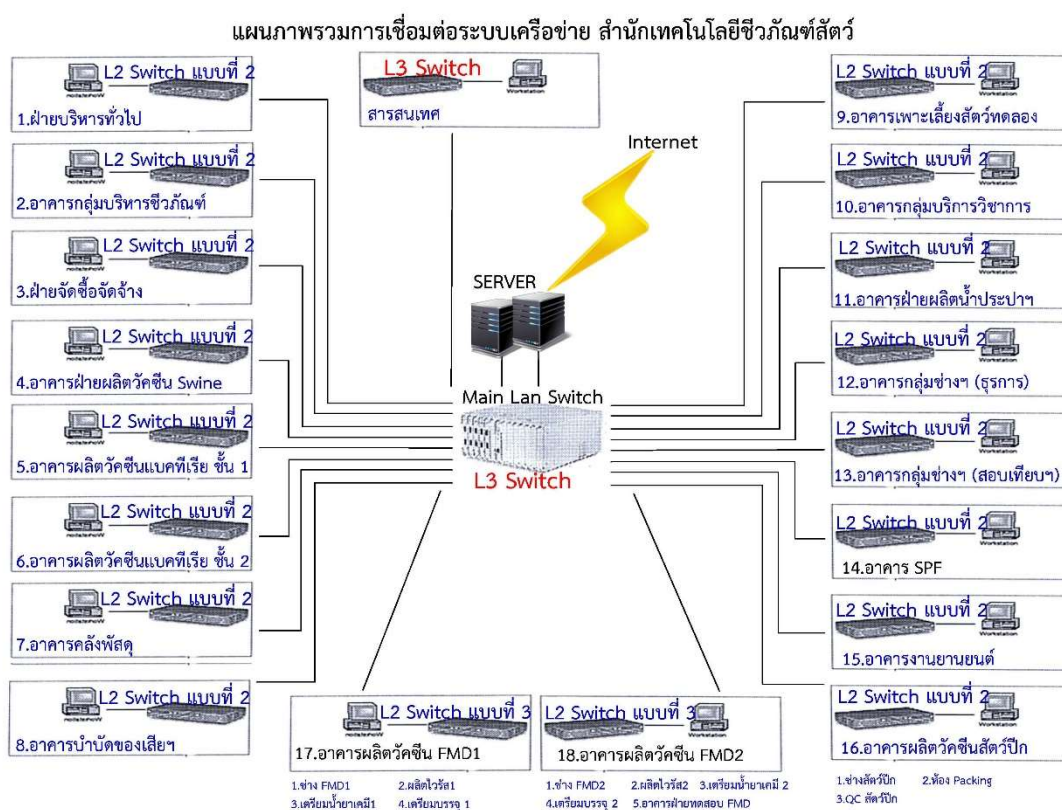 แผนภาพรวมการเชื่อมต่อระบบเครือข่าย สำนักเทคโนโลยีชีวภัณฑ์สัตว์
L2 Switch แบบที่ 2
Workstation
1.ฝ่ายบริหารทั่วไป
L2 Switch แบบที่ 2
Workstation
2.อาคารกลุ่มบริหารชีวภัณฑ์
L2 Switch แบบที่ 2
Workstation
3.ฝ่ายจัดซื้อจัดจ้าง
L2 Switch แบบที่ 2
Workstation
4.อาคารฝ่ายผลิตวัคซีน Swine
L2 Switch แบบที่ 2
Workstation
5.อาคารผลิตวัคซีนแบคทีเรีย ชั้น 1
L2 Switch แบบที่ 2
Workstation
6.อาคารผลิตวัคซีนแบคทีเรีย ชั้น 2
L2 Switch แบบที่ 2
Workstation
7.อาคารคลังพัสดุ
L2 Switch แบบที่ 2
Workstation
8.อาคารบำบัดของเสียฯ
L3 Switch
Workstation
สารสนเทศ
Internet
SERVER
Main Lan Switch
L3 Switch
L2 Switch แบบที่ 2
Workstation
9.อาคารเพาะเลี้ยงสัตว์ทดลอง
L2 Switch แบบที่ 2
Workstation
10.อาคารกลุ่มบริการวิชาการ
L2 Switch แบบที่ 2
Workstation
11.อาคารฝ่ายผลิตน้ำประปาฯ
L2 Switch แบบที่ 2
Workstation
12.อาคารกลุ่มช่างฯ (ธุรการ)
L2 Switch แบบที่ 2
Workstation
13.อาคารกลุ่มช่างฯ (สอบเทียบฯ)
L2 Switch แบบที่ 2
Workstation
14.อาคาร SPF
L2 Switch แบบที่ 2
Workstation
15.อาคารงานยานยนต์
L2 Switch แบบที่ 2
Workstation
16.อาคารผลิตวัคซีนสัตว์ปีก
1.ช่างสัตว์ปีก 2.ห้อง Packing
3.QC สัตว์ปีก
L2 Switch แบบที่ 3
Workstation
17.อาคารผลิตวัคซีน FMD1
1.ช่าง FMD1 2.ผลิตไวรัส1
3.เตรียมน้ำยาเคมี1 4.เตรียมบรรจุ 1
L2 Switch แบบที่ 3
Workstation
18.อาคารผลิตวัคซีน FMD2
1.ช่าง FMD2 2.ผลิตไวรัส2 3.เตรียมน้ำยาเคมี 2
4.เตรียมบรรจุ 2 5.อาคารฝ่ายทดสอบ FMD